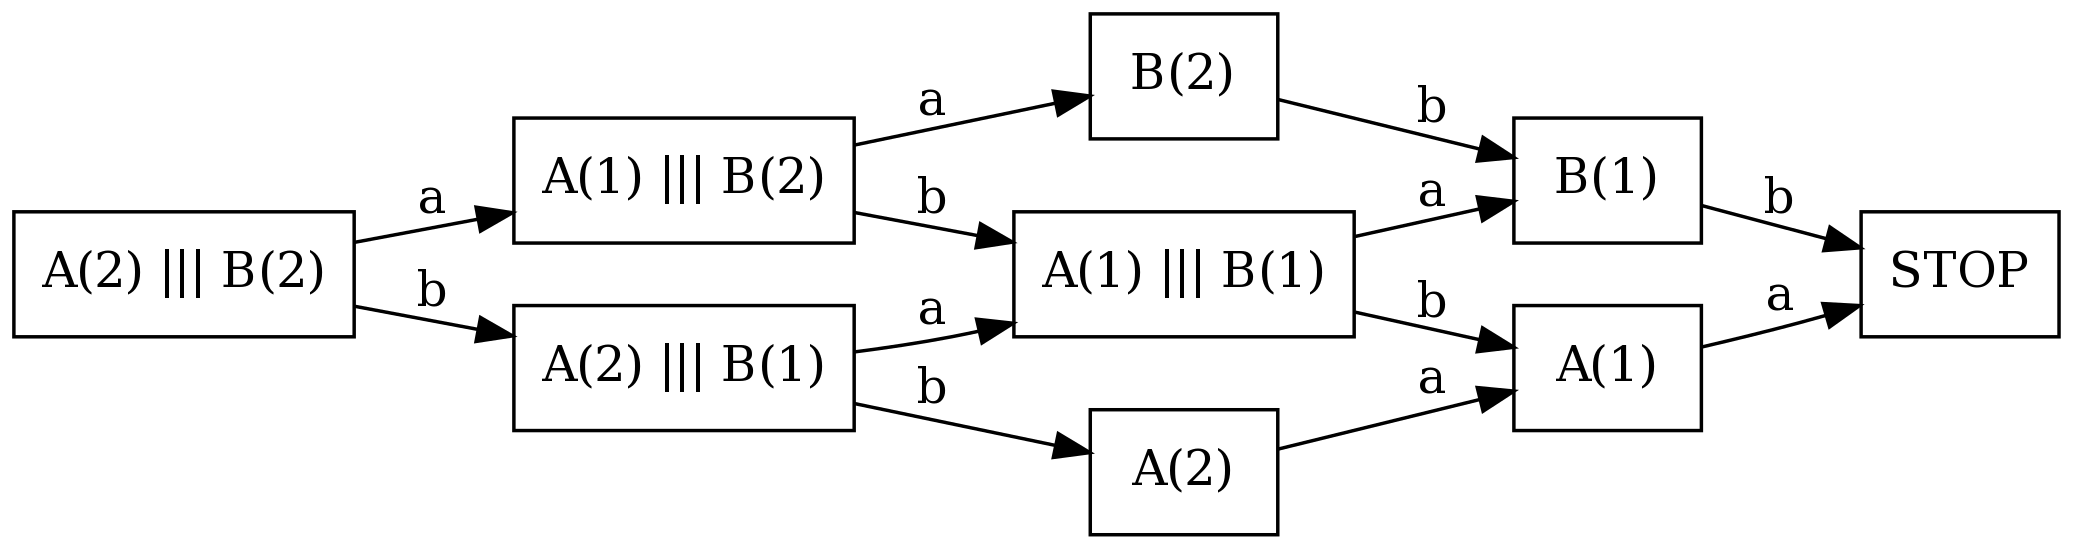 B(2)
a
b
A(1) ||| B(2)
B(1)
a
b
a
b
A(2) ||| B(2)
A(1) ||| B(1)
STOP
b
a
b
a
A(2) ||| B(1)
A(1)
b
a
A(2)